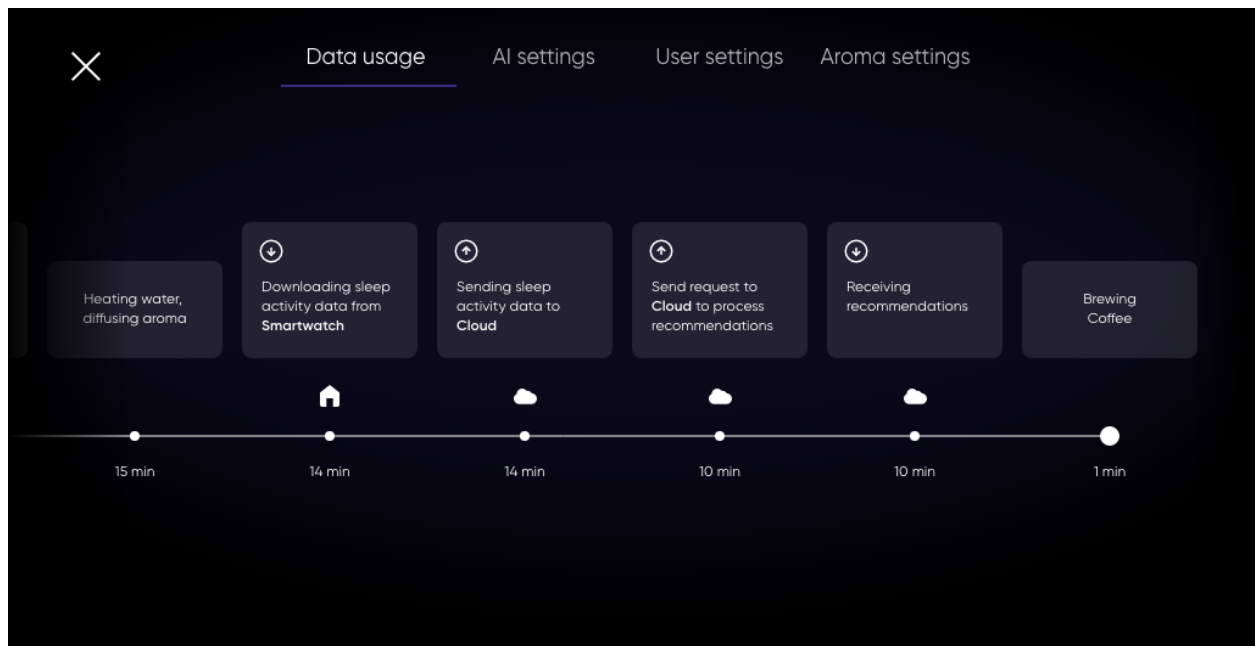 Data usage
AI settings
User settings
Aroma settings
Heating water,
diffusing aroma
Downloading sleep
activity data from
Smartwatch
Sending sleep
activity data to
Cloud
Send request to
Cloud to process
recommendations
Receiving
recommendations
Brewing
Coffee
15 min
14 min
14 min
10 min
10 min
1 min